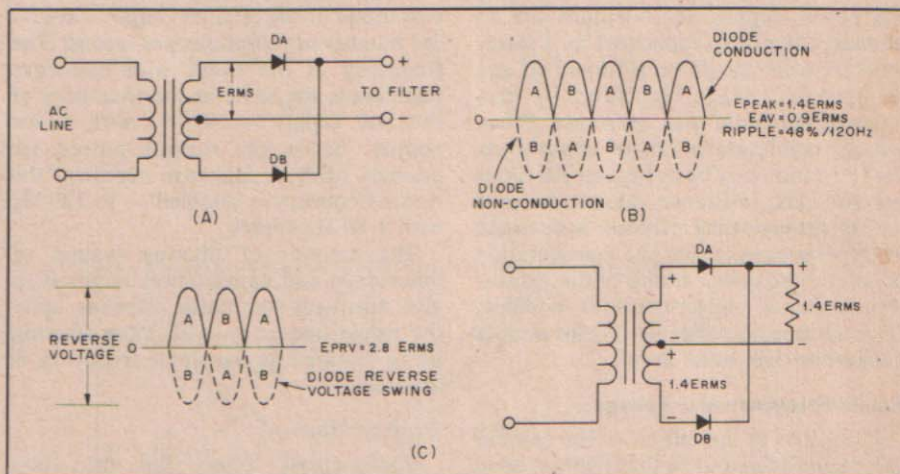 DA
+
AC
LINE
ERMS
TO FILTER
−
DB
(A)
DIODE
CONDUCTION
A B A B A
EPEAK=1.4ERMS
EAV=0.9ERMS
RIPPLE=48%/120Hz
B A B A B
DIODE
NON-CONDUCTION
(B)
REVERSE
VOLTAGE
A B A
EPRV=2.8 ERMS
B A B
DIODE REVERSE
VOLTAGE SWING
DA
+ +
1.4ERMS
− −
+
1.4ERMS
DB
(C)